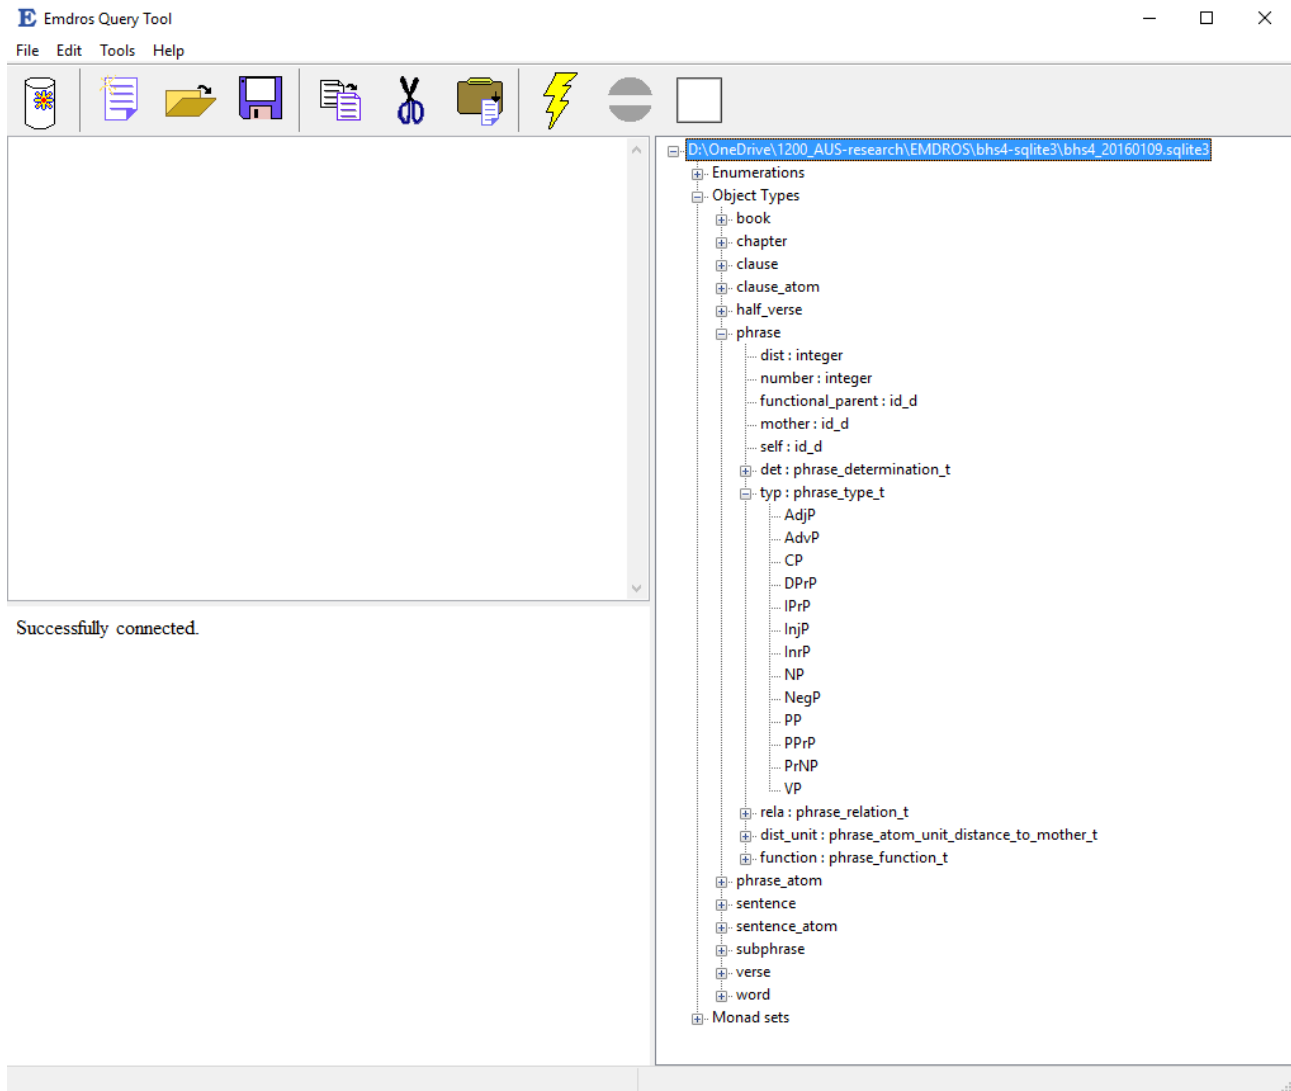 Emdros Query Tool
File Edit Tools Help
Successfully connected.
D:\OneDrive\1200_AUS-research\EMDROS\bhs4-sqlite3\bhs4_20160109.sqlite3
Enumerations
Object Types
book
chapter
clause
clause_atom
half_verse
phrase
dist : integer
number : integer
functional_parent : id_d
mother : id_d
self : id_d
det : phrase_determination_t
typ : phrase_type_t
AdjP
AdvP
CP
DPrP
IPrP
InjP
InrP
NP
NegP
PP
PPrP
PrNP
VP
rela : phrase_relation_t
dist_unit : phrase_atom_unit_distance_to_mother_t
function : phrase_function_t
phrase_atom
sentence
sentence_atom
subphrase
verse
word
Monad sets